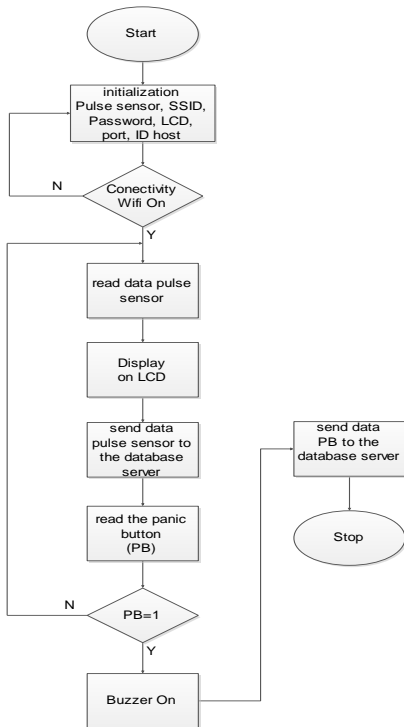 Start
initialization
Pulse sensor, SSID,
Password, LCD,
port, ID host
N
Conectivity
Wifi On
Y
read data pulse
sensor
Display
on LCD
send data
pulse sensor to
the database
server
read the panic
button
(PB)
N
PB=1
Y
Buzzer On
send data
PB to the
database server
Stop